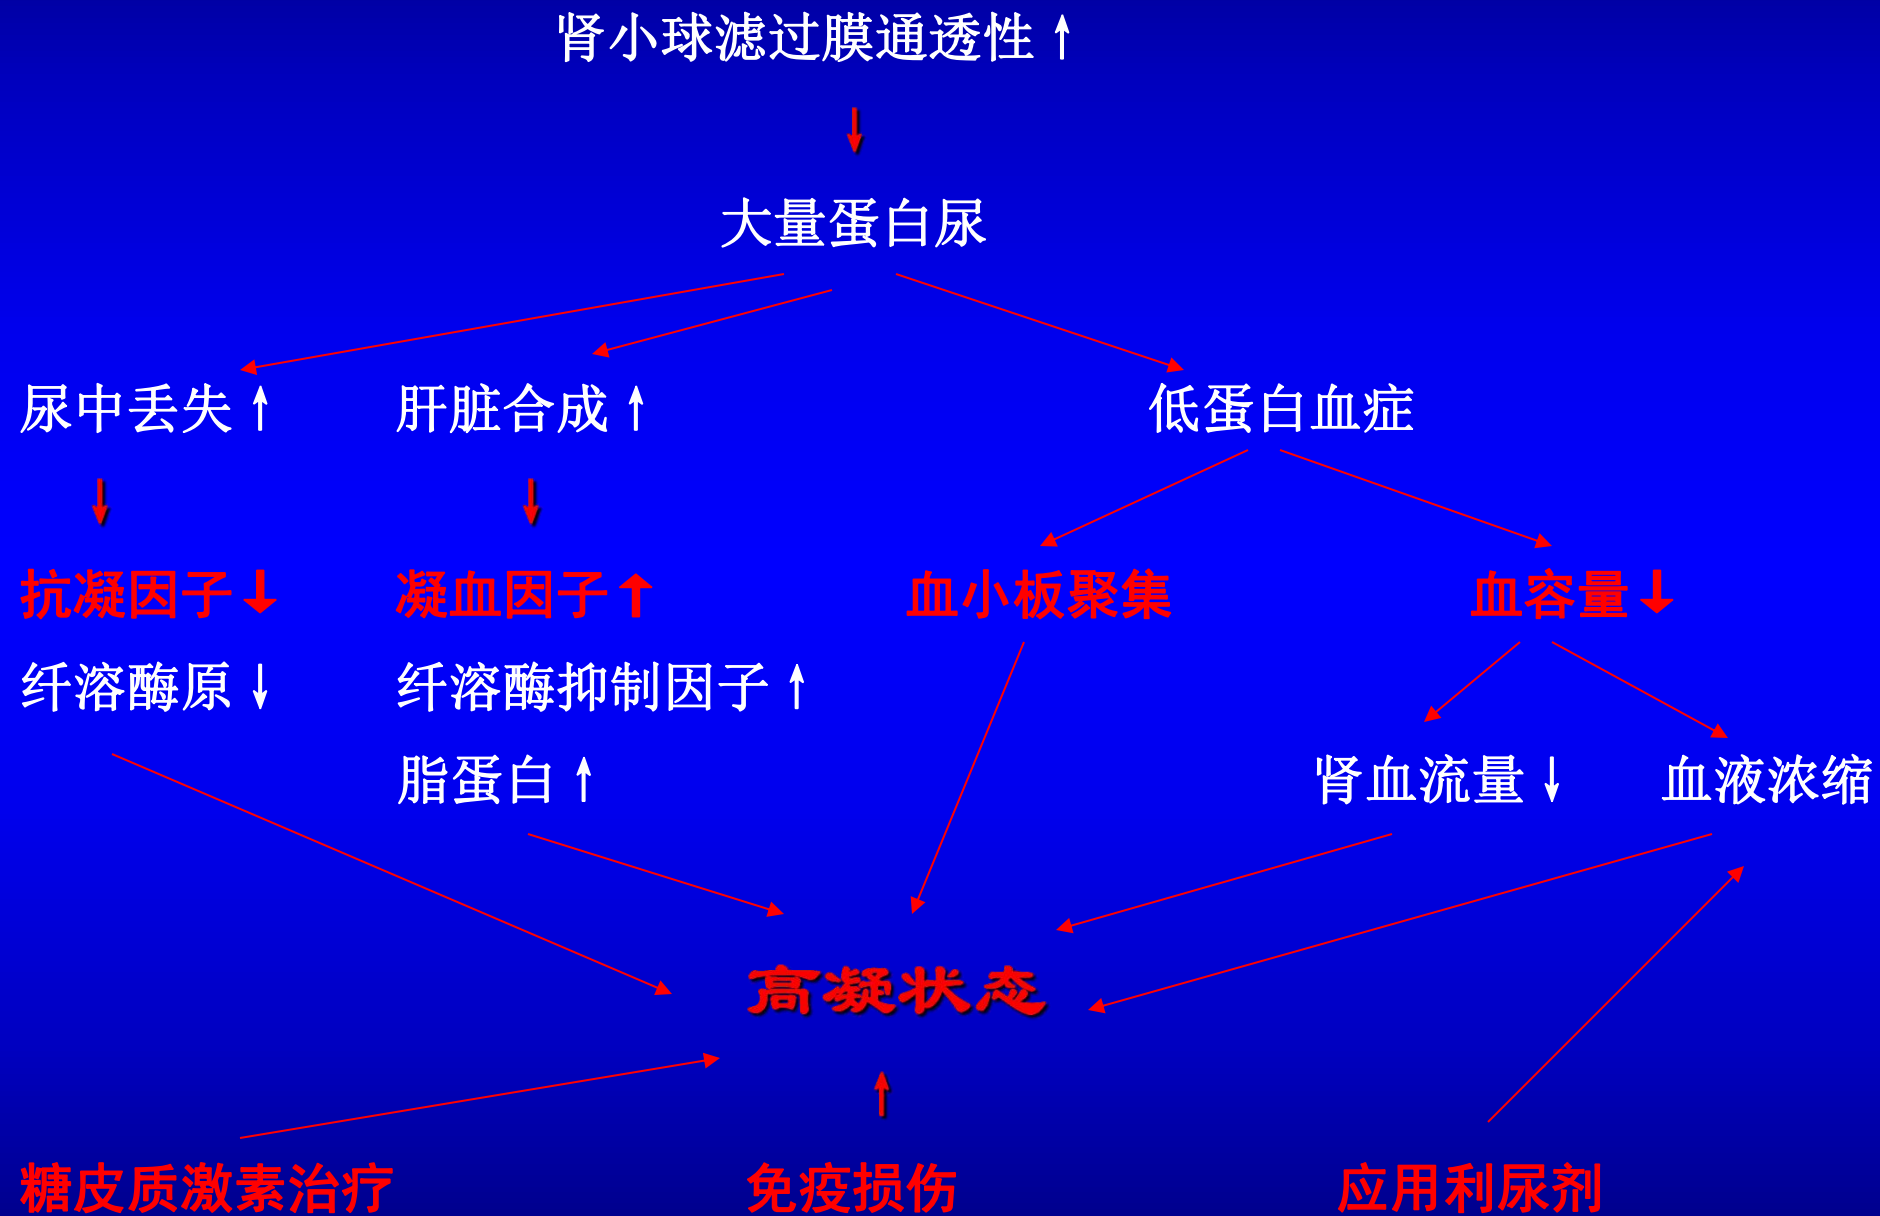 肾小球滤过膜通透性↑
↓
大量蛋白尿
尿中丢失↑ 肝脏合成↑ 低蛋白血症
↓ ↓
抗凝因子↓ 凝血因子↑ 血小板聚集 血容量↓
纤溶酶原↓ 纤溶酶抑制因子↑
脂蛋白↑ 肾血流量↓ 血液浓缩
高凝状态
↑
糖皮质激素治疗 免疫损伤 应用利尿剂